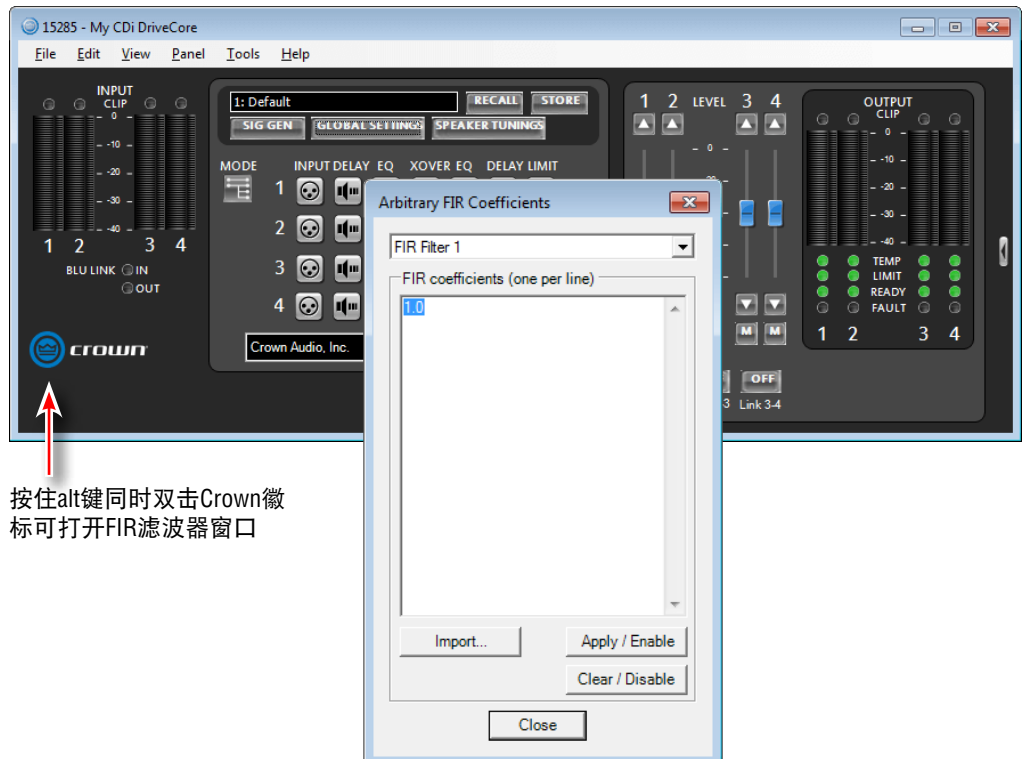 15285 - My CDi DriveCore
File Edit View Panel Tools Help
INPUT
CLIP
0
-10
-20
-30
-40
1 2 3 4
BLU LINK IN
OUT
crown
1: Default
RECALL STORE
SIG GEN GLOBAL SETTINGS SPEAKER TUNINGS
MODE INPUT DELAY EQ XOVER EQ DELAY LIMIT
1
2
3
4
Crown Audio, Inc.
1 2 LEVEL 3 4
0
M M
OFF
3 Link 3-4
OUTPUT
CLIP
0
-10
-20
-30
-40
TEMP
LIMIT
READY
FAULT
1 2 3 4
Arbitrary FIR Coefficients
FIR Filter 1
FIR coefficients (one per line)
1.0
Import...
Apply / Enable
Clear / Disable
Close
按住alt键同时双击Crown徽
标可打开FIR滤波器窗口